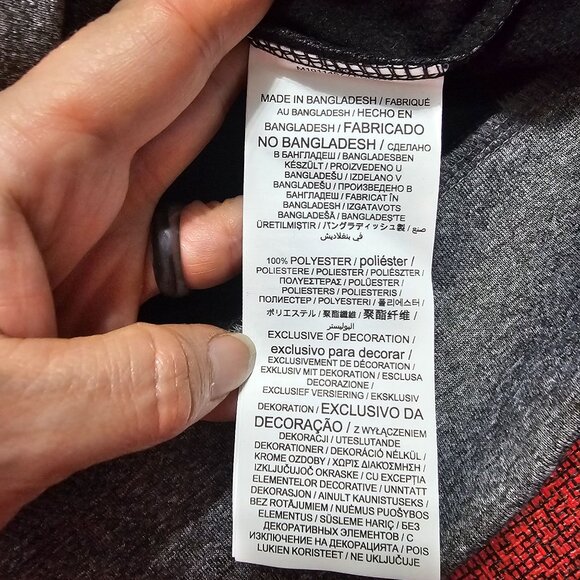 MADE IN BANGLADESH / FABRIQUÉ
AU BANGLADESH / HECHO EN
BANGLADESH / FABRICADO
NO BANGLADESH / СДЕЛАНО
В БАНГЛАДЕШ / BANGLADESBEN
KÉSZÜLT / PROIZVEDENO U
BANGLADEŠU / IZDELANO V
BANGLADEŠU / ПРОИЗВЕДЕНО В
БАНГЛАДЕШ / FABRICAT ÎN
BANGLADESH / IZGATAVOTS
BANGLADEŠĀ / BANGLADEŞ'TE
ÜRETILMIŞTIR / バングラディッシュ製 / صنع
في بنغلاديش
100% POLYESTER / poliéster /
POLIESTERE / POLIESTER / POLIÉSZTER /
ΠΟΛΥΕΣΤΕΡΑΣ / POLÜESTER /
POLIESTERS / POLIESTERIS /
ПОЛИЕСТЕР / POLYESTERI / 폴리에스터 /
ポリエステル / 聚酯纖維 / 聚酯纤维 /
البوليستر
EXCLUSIVE OF DECORATION /
exclusivo para decorar /
EXCLUSIVEMENT DE DÉCORATION /
EXKLUSIV MIT DEKORATION / ESCLUSA
DECORAZIONE /
EXCLUSIEF VERSIERING / EKSKLUSIV
DEKORATION / EXCLUSIVO DA
DECORAÇÃO / Z WYŁĄCZENIEM
DEKORACJI / UTESLUTANDE
DEKORATIONER / DEKORÁCIÓ NÉLKÜL /
KROME OZDOBY / ΧΩΡΙΣ ΔΙΑΚΟΣΜΗΣΗ /
IZKLJUČUJOČ OKRASKE / CU EXCEPŢIA
ELEMENTELOR DECORATIVE / UNNTATT
DEKORASJON / AINULT KAUNISTUSEKS /
BEZ ROTĀJUMIEM / NUĖMUS PUOŠYBOS
ELEMENTUS / SÜSLEME HARIÇ / БЕЗ
ДЕКОРАТИВНЫХ ЭЛЕМЕНТОВ / С
ИЗКЛЮЧЕНИЕ НА ДЕКОРАЦИЯТА / POIS
LUKIEN KORISTEET / NE UKLJUČUJE